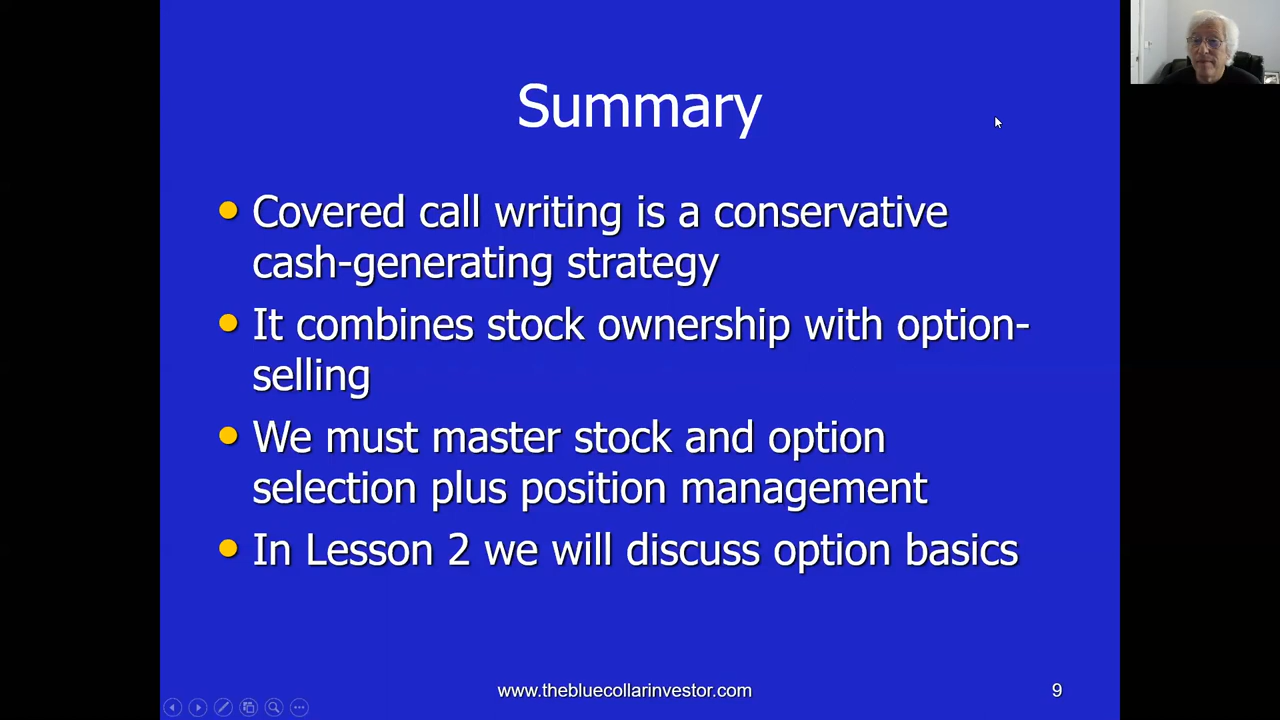 Summary
Covered call writing is a conservative
cash-generating strategy
It combines stock ownership with option-
selling
We must master stock and option
selection plus position management
In Lesson 2 we will discuss option basics
www.thebluecollarinvestor.com
9